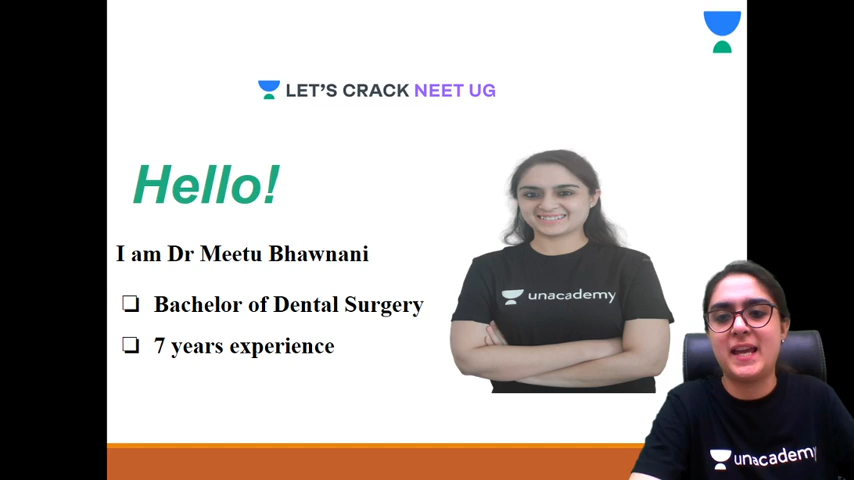 LET'S CRACK NEET UG
Hello!
I am Dr Meetu Bhawnani
Bachelor of Dental Surgery
7 years experience
unacademy
unacademy